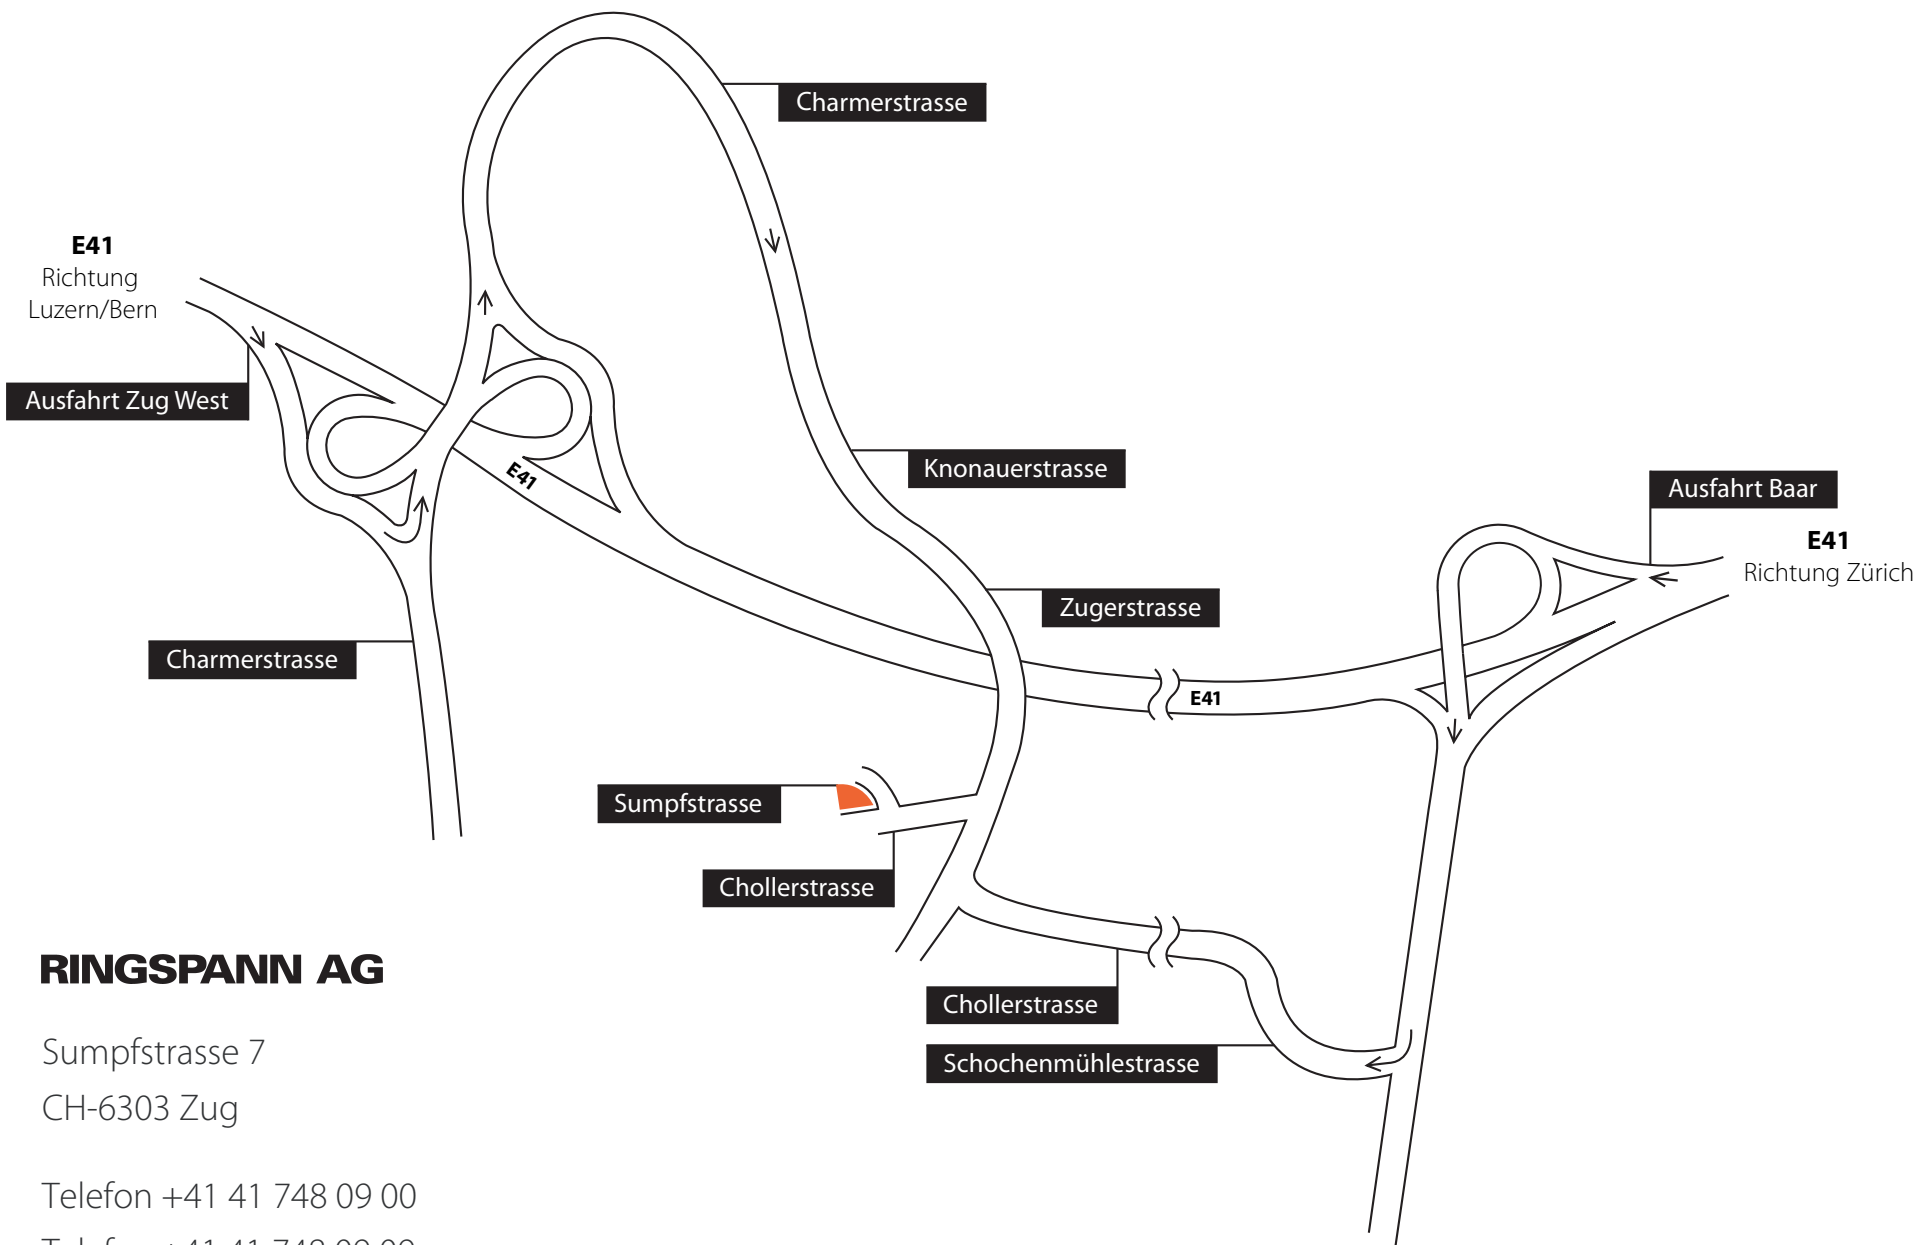 Charmerstrasse
E41
Richtung
Luzern/Bern
Ausfahrt Zug West
E41
Knonauerstrasse
Ausfahrt Baar
E41
Richtung Zürich
Zugerstrasse
Charmerstrasse
E41
Sumpfstrasse
Chollerstrasse
RINGSPANN AG
Chollerstrasse
Schochenmühlestrasse
Sumpfstrasse 7
CH-6303 Zug
Telefon +41 41 748 09 00